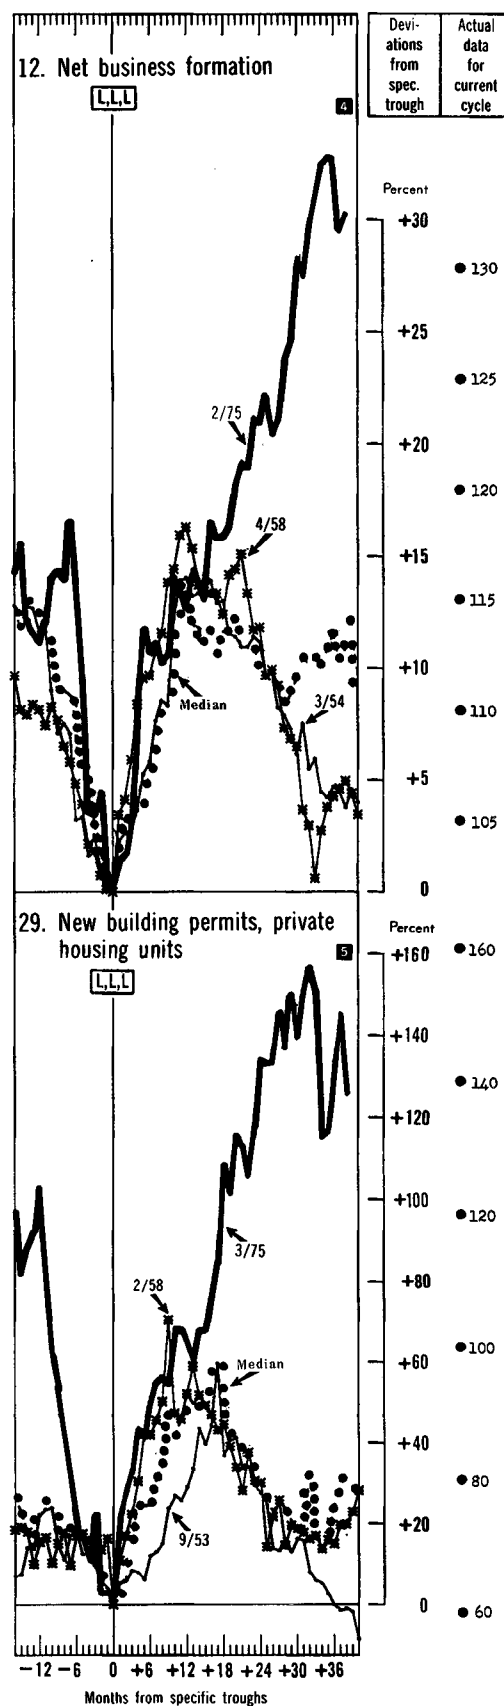 Devi-
ations
from
spec.
trough
Actual
data
for
current
cycle
12. Net business formation
L,L,L
4
Percent
+30
+25
+20
+15
+10
+5
0
130
125
120
115
110
105
2/75
4/58
Median
3/54
29. New building permits, private
housing units
L,L,L
5
Percent
+160
+140
+120
+100
+80
+60
+40
+20
0
160
140
120
100
80
60
3/75
2/58
Median
9/53
−12 −6 0 +6 +12 +18 +24 +30 +36
Months from specific troughs